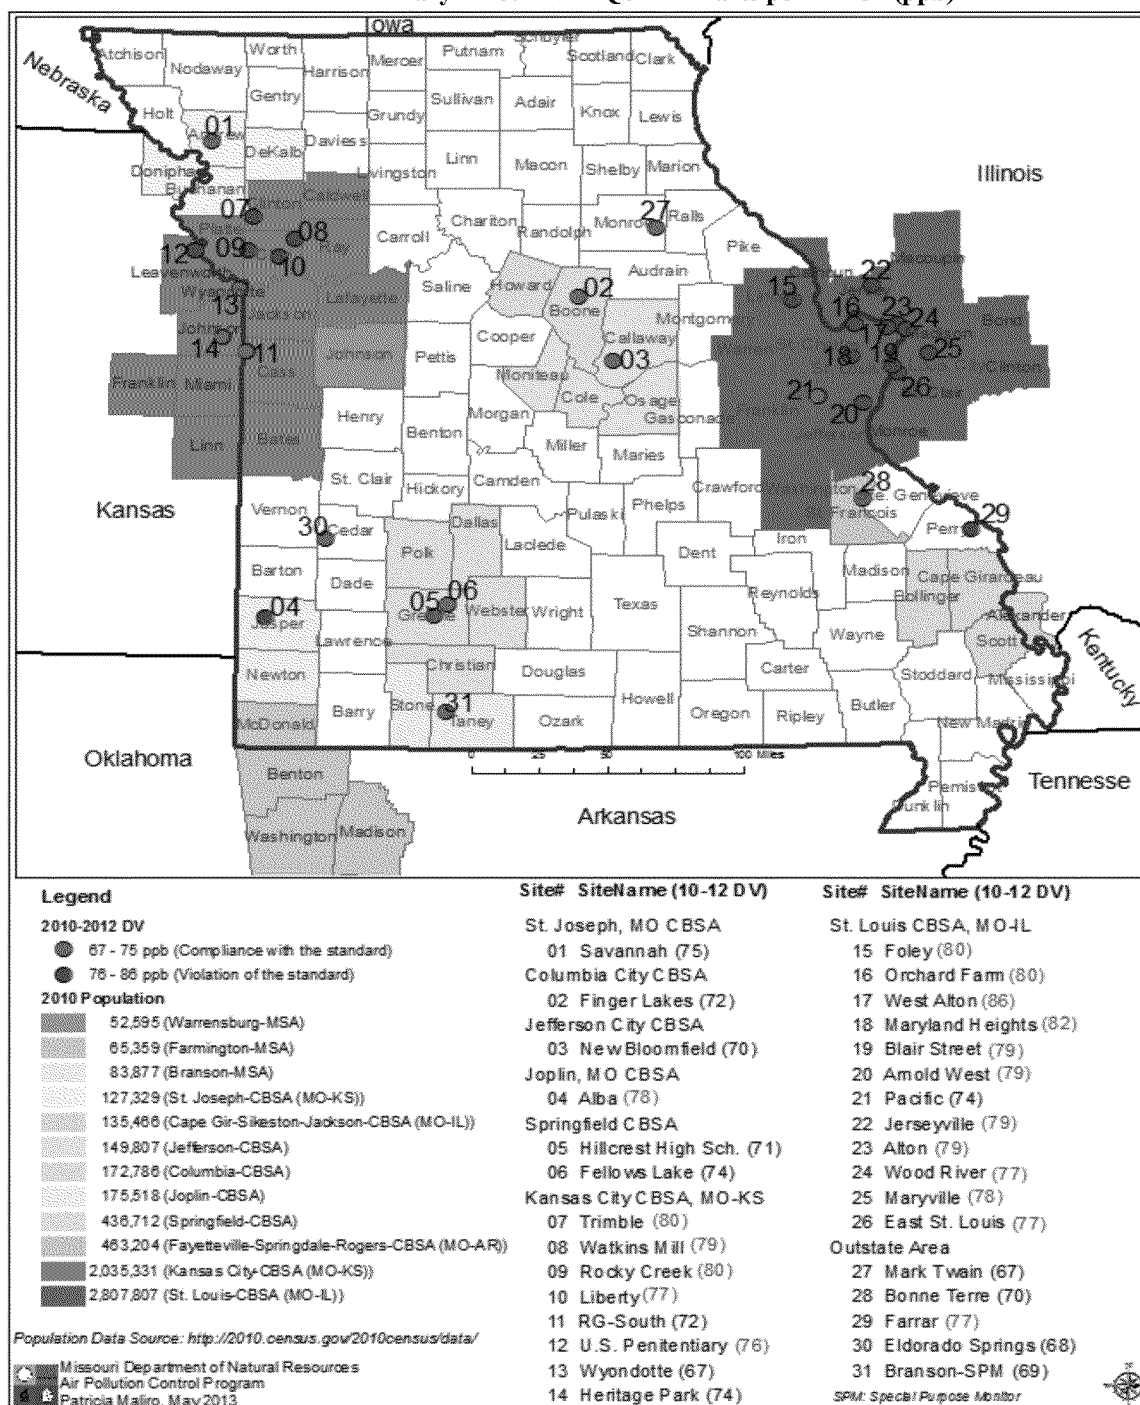 Iowa
Nebraska
Illinois
Kansas
Oklahoma
Arkansas
Kentucky
Tennesse
Atchison
Nodaway
Worth
Harrison
Mercer
Putnam
Schuyler
Scotland
Clark
Holt
Gentry
Sullivan
Adair
Knox
Lewis
Grundy
Andrew
DeKalb
Daviess
Linn
Macon
Shelby
Marion
Livingston
Doniphan
Buchanan
Clinton
Caldwell
Chariton
Randolph
Monroe
Ralls
Pike
Carroll
Platte
Ray
Leavenworth
Wyandotte
Jackson
Lafayette
Saline
Howard
Boone
Audrain
Callaway
Montgomery
Cooper
Johnson
Johnson
Pettis
Moniteau
Cole
Osage
Gasconade
Franklin
Miami
Cass
Henry
Morgan
Benton
Miller
Maries
Linn
Bates
St. Clair
Hickory
Camden
Pulaski
Phelps
Crawford
Washington
Ste. Genevieve
St Francois
Perry
Macoupin
Bond
Clinton
Warren
Monroe
Vernon
Cedar
Polk
Dallas
Laclede
Dent
Iron
Madison
Cape Girardeau
Bollinger
Alexander
Scott
Barton
Dade
Jasper
Greene
Webster
Wright
Texas
Reynolds
Shannon
Wayne
Stoddard
Mississippi
Lawrence
Newton
Christian
Douglas
Howell
Carter
Butler
McDonald
Barry
Stone
Taney
Ozark
Oregon
Ripley
New Madrid
Pemiscot
Dunklin
Benton
Washington
Madison
01
02
03
04
05
06
07
08
09
10
11
12
13
14
15
16
17
18
19
20
21
22
23
24
25
26
27
28
29
30
31
0 25 50 100 Miles
Legend
2010-2012 DV
67 - 75 ppb (Compliance with the standard)
76 - 86 ppb (Violation of the standard)
2010 Population
52,595 (Warrensburg-MSA)
65,359 (Farmington-MSA)
83,877 (Branson-MSA)
127,329 (St. Joseph-CBSA (MO-KS))
135,466 (Cape Gir-Sikeston-Jackson-CBSA (MO-IL))
149,807 (Jefferson-CBSA)
172,786 (Columbia-CBSA)
175,518 (Joplin-CBSA)
436,712 (Springfield-CBSA)
463,204 (Fayetteville-Springdale-Rogers-CBSA (MO-AR))
2,035,331 (Kansas City-CBSA (MO-KS))
2,807,807 (St. Louis-CBSA (MO-IL))
Population Data Source: http://2010.census.gov/2010census/data/
Missouri Department of Natural Resources
Air Pollution Control Program
Patricia Maliro, May 2013
Site# SiteName (10-12 DV)
St. Joseph, MO CBSA
01 Savannah (75)
Columbia City CBSA
02 Finger Lakes (72)
Jefferson City CBSA
03 New Bloomfield (70)
Joplin, MO CBSA
04 Alba (78)
Springfield CBSA
05 Hillcrest High Sch. (71)
06 Fellows Lake (74)
Kansas City CBSA, MO-KS
07 Trimble (80)
08 Watkins Mill (79)
09 Rocky Creek (80)
10 Liberty (77)
11 RG-South (72)
12 U.S. Penitentiary (76)
13 Wyondotte (67)
14 Heritage Park (74)
Site# SiteName (10-12 DV)
St. Louis CBSA, MO-IL
15 Foley (80)
16 Orchard Farm (80)
17 West Alton (86)
18 Maryland Heights (82)
19 Blair Street (79)
20 Arnold West (79)
21 Pacific (74)
22 Jerseyville (79)
23 Alton (79)
24 Wood River (77)
25 Maryville (78)
26 East St. Louis (77)
Outstate Area
27 Mark Twain (67)
28 Bonne Terre (70)
29 Farrar (77)
30 Eldorado Springs (68)
31 Branson-SPM (69)
SPM: Special Purpose Monitor